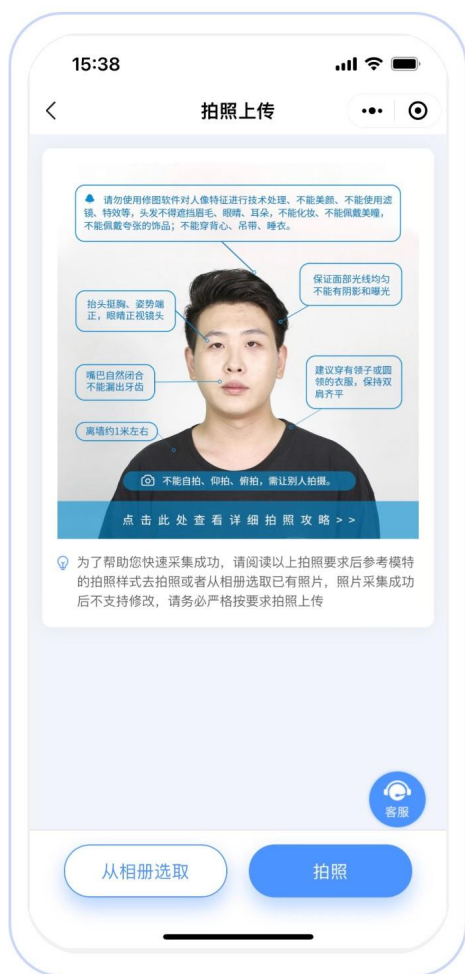 15:38
拍照上传
请勿使用修图软件对人像特征进行技术处理、不能美颜、不能使用滤
镜、特效等，头发不得遮挡眉毛、眼睛、耳朵，不能化妆、不能佩戴美瞳，
不能佩戴夸张的饰品；不能穿背心、吊带、睡衣。
保证面部光线均匀
不能有阴影和曝光
抬头挺胸、姿势端
正，眼睛正视镜头
嘴巴自然闭合
不能漏出牙齿
建议穿有领子或圆
领的衣服，保持双
肩齐平
离墙约1米左右
不能自拍、仰拍、俯拍，需让别人拍摄。
点击此处查看详细拍照攻略>>
为了帮助您快速采集成功，请阅读以上拍照要求后参考模特
的拍照样式去拍照或者从相册选取已有照片，照片采集成功
后不支持修改，请务必严格按要求拍照上传
客服
从相册选取
拍照